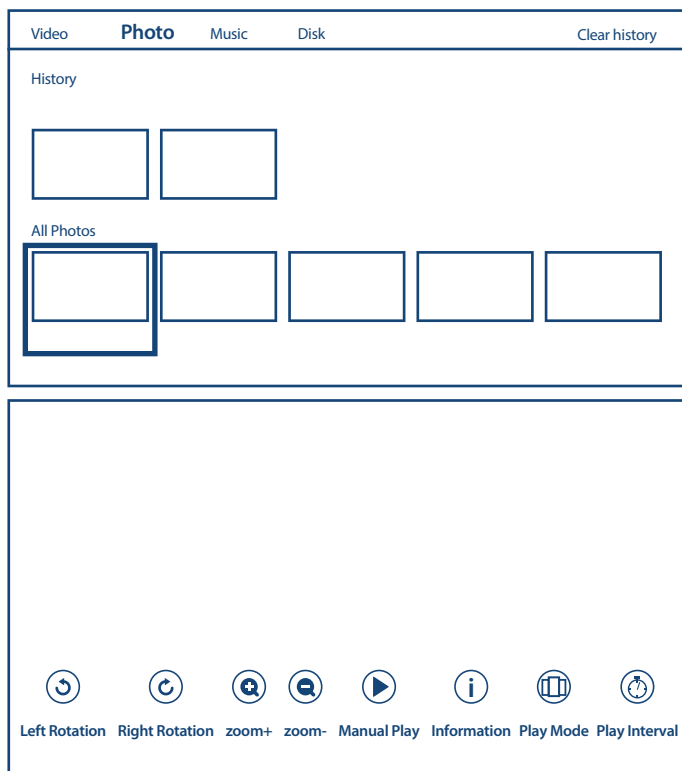 Video Photo Music Disk Clear history
History
All Photos
Left Rotation Right Rotation zoom+ zoom- Manual Play Information Play Mode Play Interval